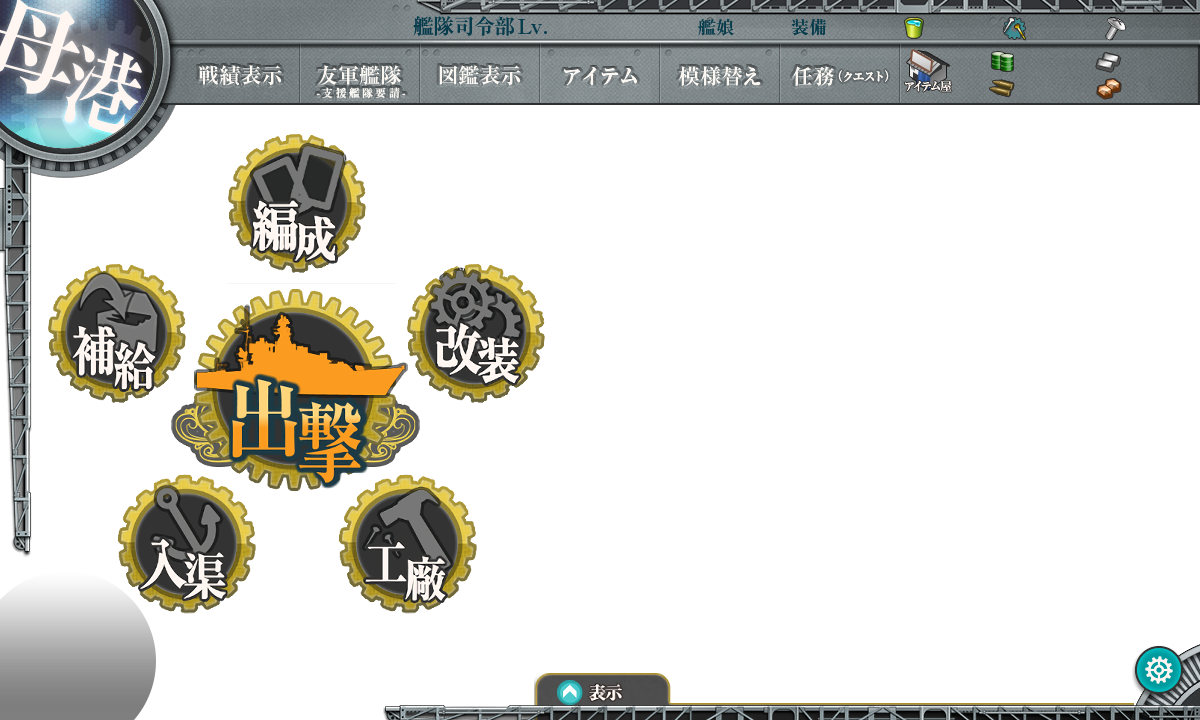 母港
艦隊司令部Lv.
艦娘
装備
戦績表示
友軍艦隊
-支援艦隊要請-
図鑑表示
アイテム
模様替え
任務(クエスト)
アイテム屋
編成
補給
改装
出撃
入渠
工廠
表示